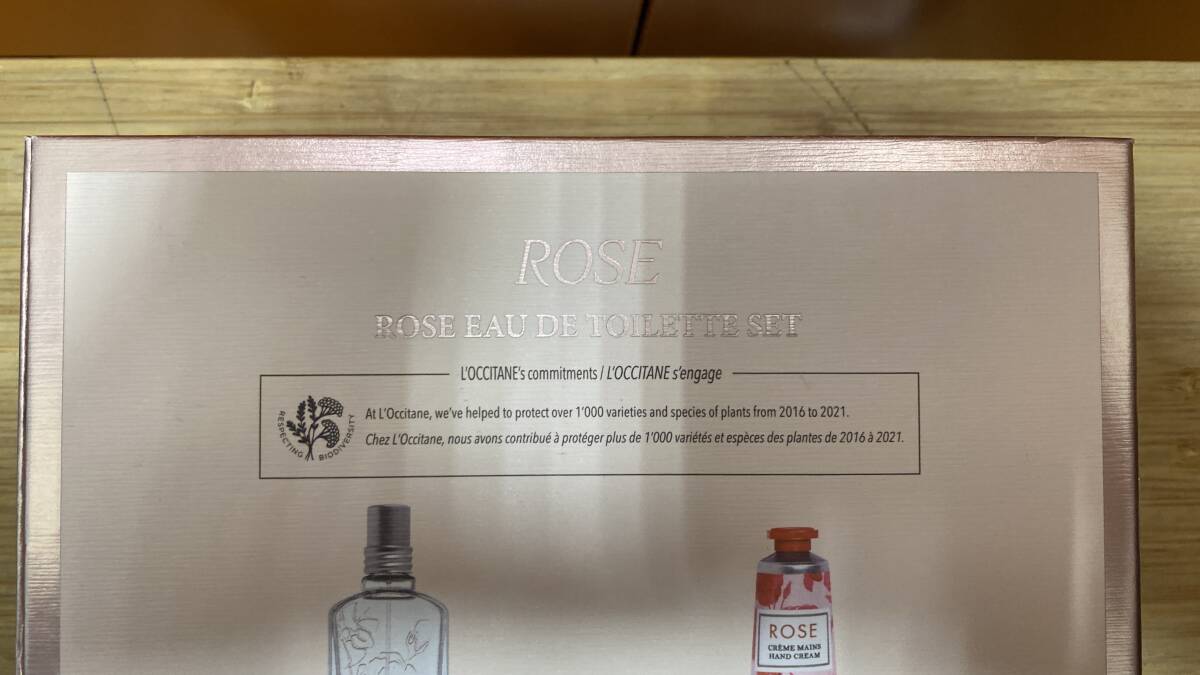 ROSE
ROSE EAU DE TOILETTE SET
L'OCCITANE's commitments / L'OCCITANE s'engage
RESPECTING BIODIVERSITY
At L'Occitane, we've helped to protect over 1'000 varieties and species of plants from 2016 to 2021.
Chez L'Occitane, nous avons contribué à protéger plus de 1'000 variétés et espèces des plantes de 2016 à 2021.
ROSE
CRÈME MAINS
HAND CREAM